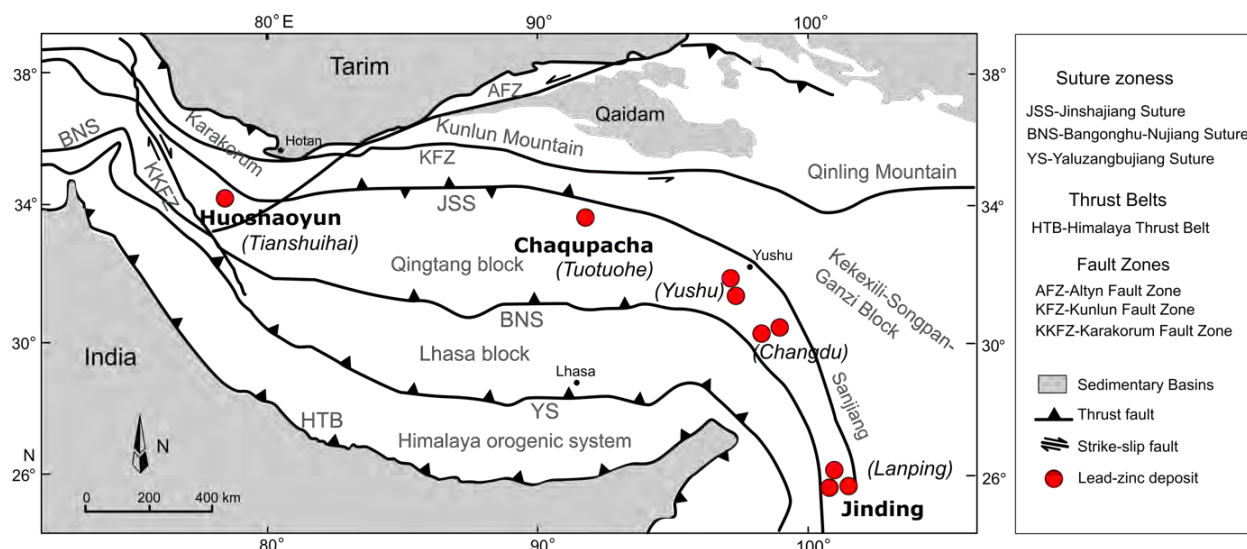 80° E
90°
100°
38°
38°
Tarim
AFZ
Qaidam
Hotan
Karakorum
Kunlun Mountain
KFZ
Qinling Mountain
BNS
KKFZ
34°
34°
JSS
Huoshaoyun
(Tianshuihai)
Chaqupacha
(Tuotuohe)
Yushu
Qingtang block
(Yushu)
Kekexili-Songpan-
Ganzi Block
BNS
30°
30°
(Changdu)
Lhasa block
India
Lhasa
Sanjiang
YS
HTB
Himalaya orogenic system
N
N
26°
26°
(Lanping)
Jinding
0 200 400 km
80°
90°
100°
Suture zoness
JSS-Jinshajiang Suture
BNS-Bangonghu-Nujiang Suture
YS-Yaluzangbujiang Suture
Thrust Belts
HTB-Himalaya Thrust Belt
Fault Zones
AFZ-Altyn Fault Zone
KFZ-Kunlun Fault Zone
KKFZ-Karakorum Fault Zone
Sedimentary Basins
Thrust fault
Strike-slip fault
Lead-zinc deposit